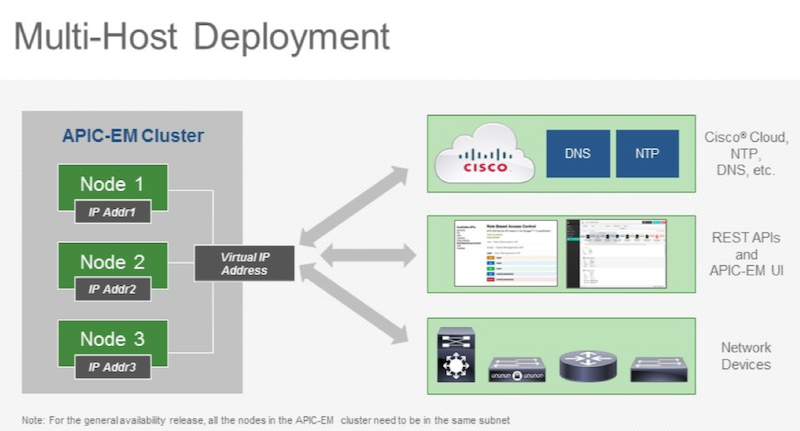 Multi-Host Deployment
APIC-EM Cluster
Node 1
IP Addr1
Node 2
IP Addr2
Node 3
IP Addr3
Virtual IP
Address
CISCO
DNS
NTP
Cisco® Cloud,
NTP,
DNS, etc.
Role Based Access Control
REST APIs
and
APIC-EM UI
Network
Devices
Note: For the general availability release, all the nodes in the APIC-EM cluster need to be in the same subnet